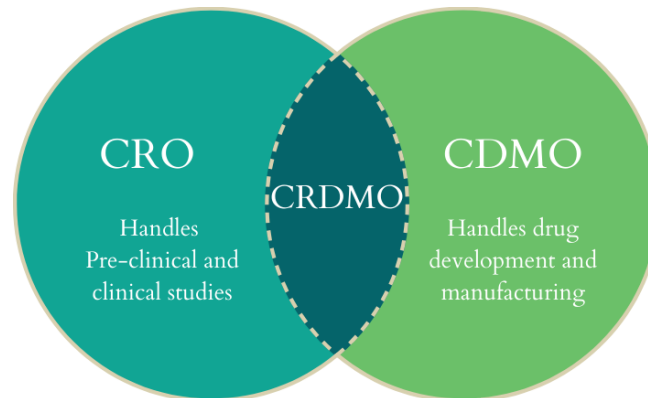 CRO
Handles
Pre-clinical and
clinical studies
CRDMO
CDMO
Handles drug
development and
manufacturing